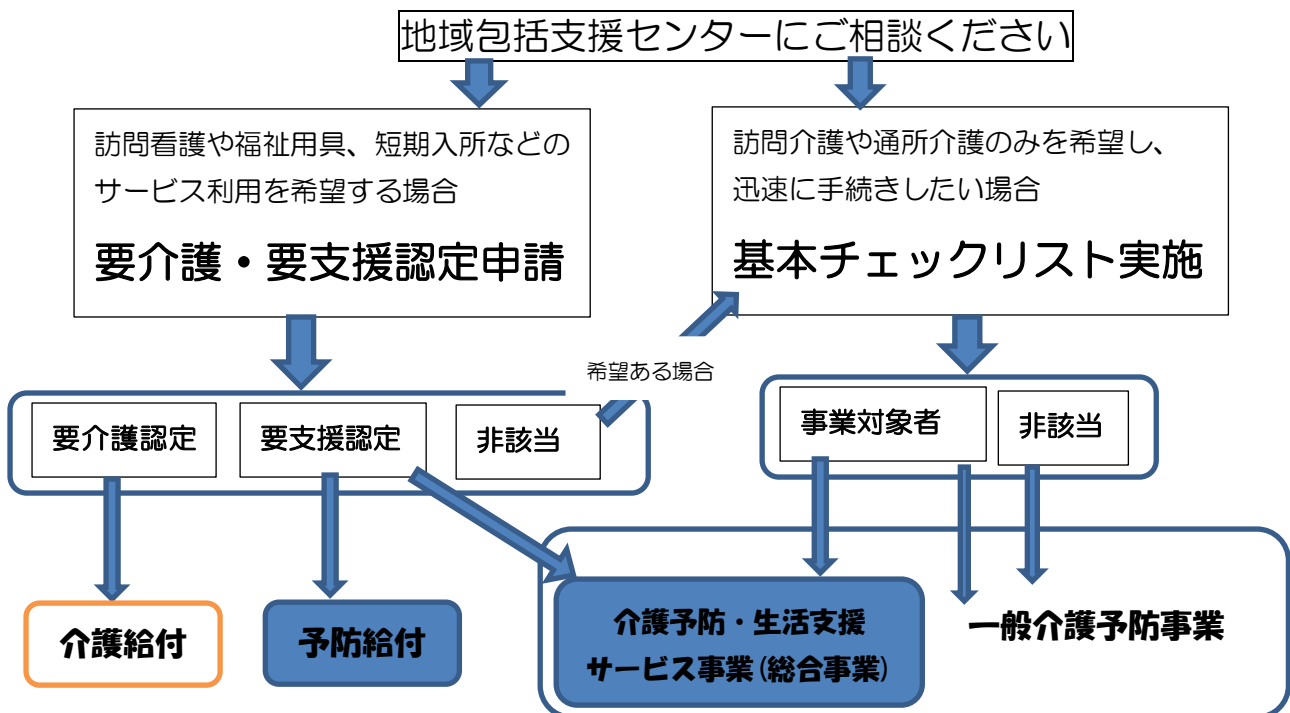 地域包括支援センターにご相談ください
訪問看護や福祉用具、短期入所などの
サービス利用を希望する場合
要介護・要支援認定申請
訪問介護や通所介護のみを希望し、
迅速に手続きしたい場合
基本チェックリスト実施
希望ある場合
要介護認定
要支援認定
非該当
事業対象者
非該当
介護給付
予防給付
介護予防・生活支援
サービス事業(総合事業)
一般介護予防事業